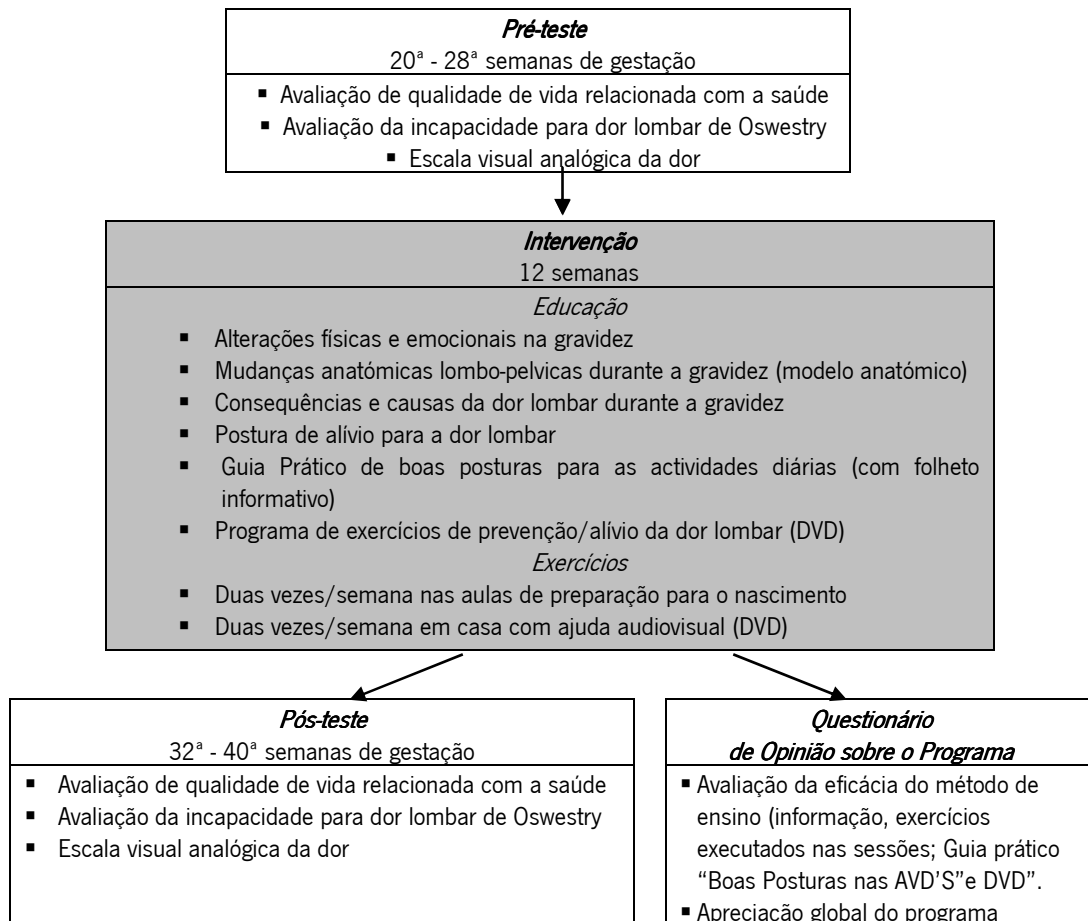 Pré-teste
20ª - 28ª semanas de gestação
▪ Avaliação de qualidade de vida relacionada com a saúde
▪ Avaliação da incapacidade para dor lombar de Oswestry
▪ Escala visual analógica da dor
Intervenção
12 semanas
Educação
▪ Alterações físicas e emocionais na gravidez
▪ Mudanças anatómicas lombo-pelvicas durante a gravidez (modelo anatómico)
▪ Consequências e causas da dor lombar durante a gravidez
▪ Postura de alívio para a dor lombar
▪ Guia Prático de boas posturas para as actividades diárias (com folheto
informativo)
▪ Programa de exercícios de prevenção/alívio da dor lombar (DVD)
Exercícios
▪ Duas vezes/semana nas aulas de preparação para o nascimento
▪ Duas vezes/semana em casa com ajuda audiovisual (DVD)
Pós-teste
32ª - 40ª semanas de gestação
▪ Avaliação de qualidade de vida relacionada com a saúde
▪ Avaliação da incapacidade para dor lombar de Oswestry
▪ Escala visual analógica da dor
Questionário
de Opinião sobre o Programa
▪ Avaliação da eficácia do método de
ensino (informação, exercícios
executados nas sessões; Guia prático
“Boas Posturas nas AVD’S”e DVD”.
▪ Apreciação global do programa